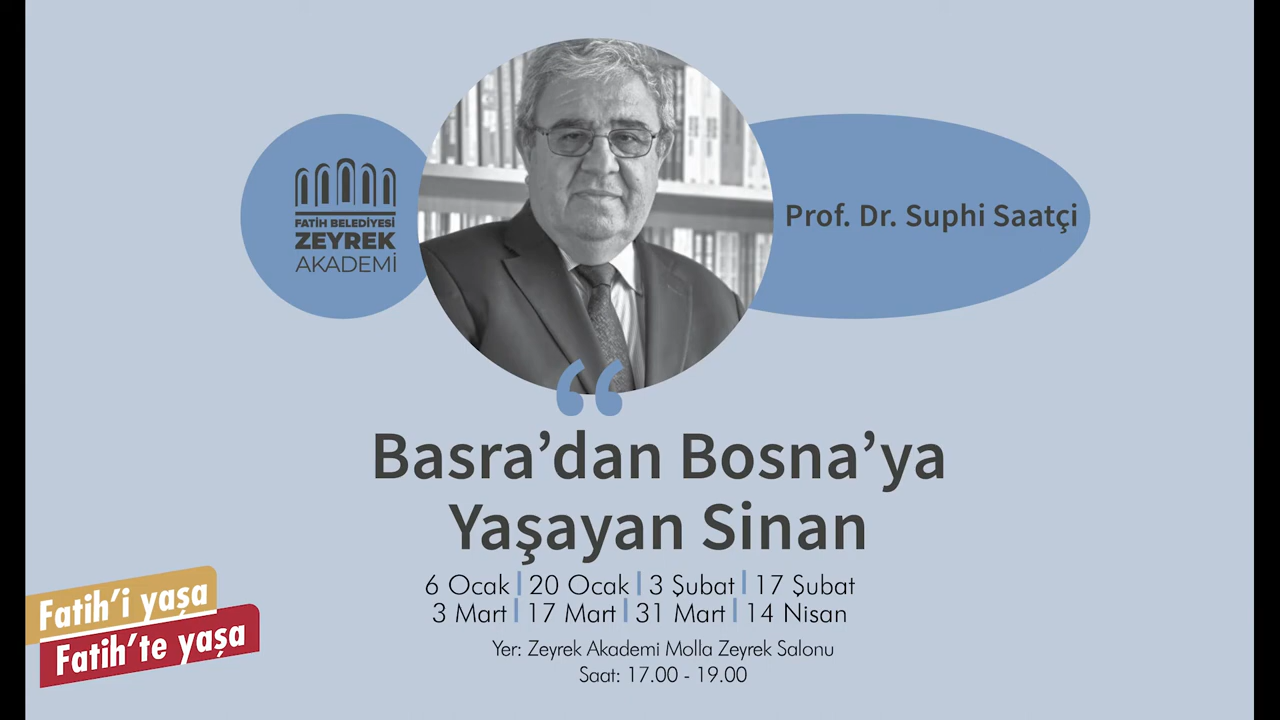 FATİH BELEDİYESİ
ZEYREK
AKADEMİ
Prof. Dr. Suphi Saatçi
“
Basra’dan Bosna’ya
Yaşayan Sinan
6 Ocak | 20 Ocak | 3 Şubat | 17 Şubat
3 Mart | 17 Mart | 31 Mart | 14 Nisan
Yer: Zeyrek Akademi Molla Zeyrek Salonu
Saat: 17.00 - 19.00
Fatih’i yaşa
Fatih’te yaşa